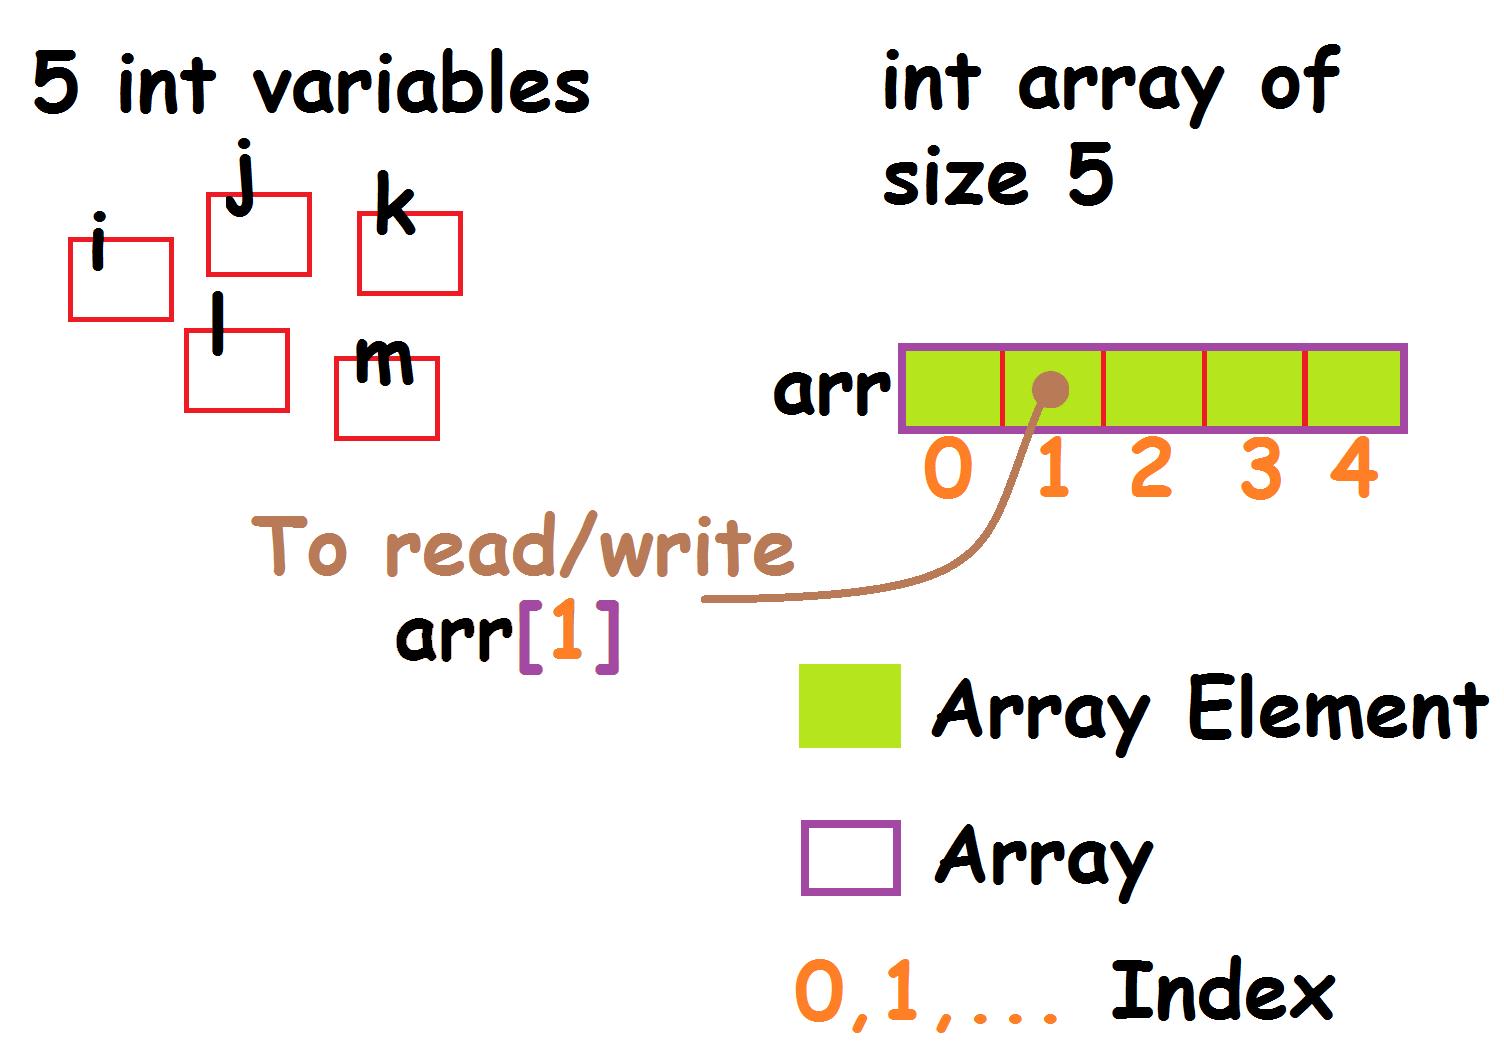 5 int variables
i
j
k
l
m
int array of
size 5
arr
0 1 2 3 4
To read/write
arr[1]
Array Element
Array
0,1,... Index